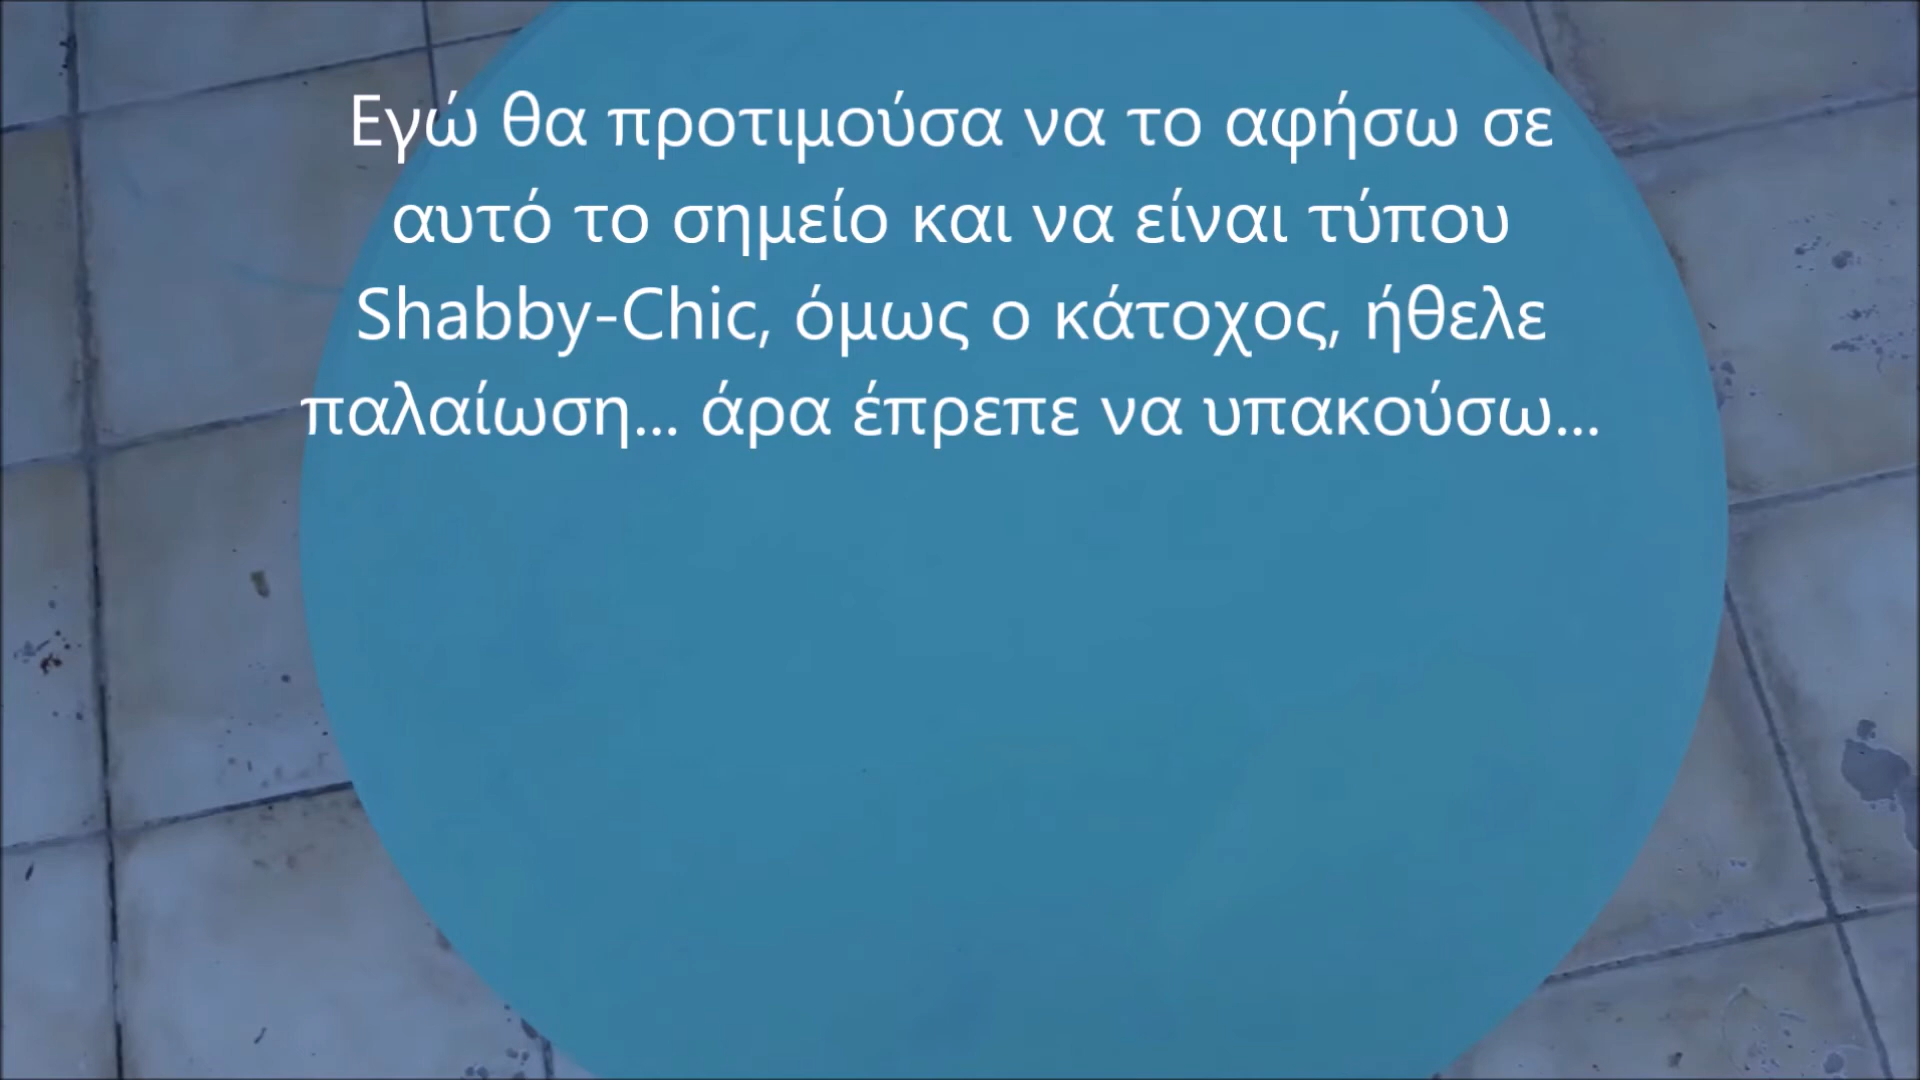 Εγώ θα προτιμούσα να το αφήσω σε
αυτό το σημείο και να είναι τύπου
Shabby-Chic, όμως ο κάτοχος, ήθελε
παλαίωση... άρα έπρεπε να υπακούσω...